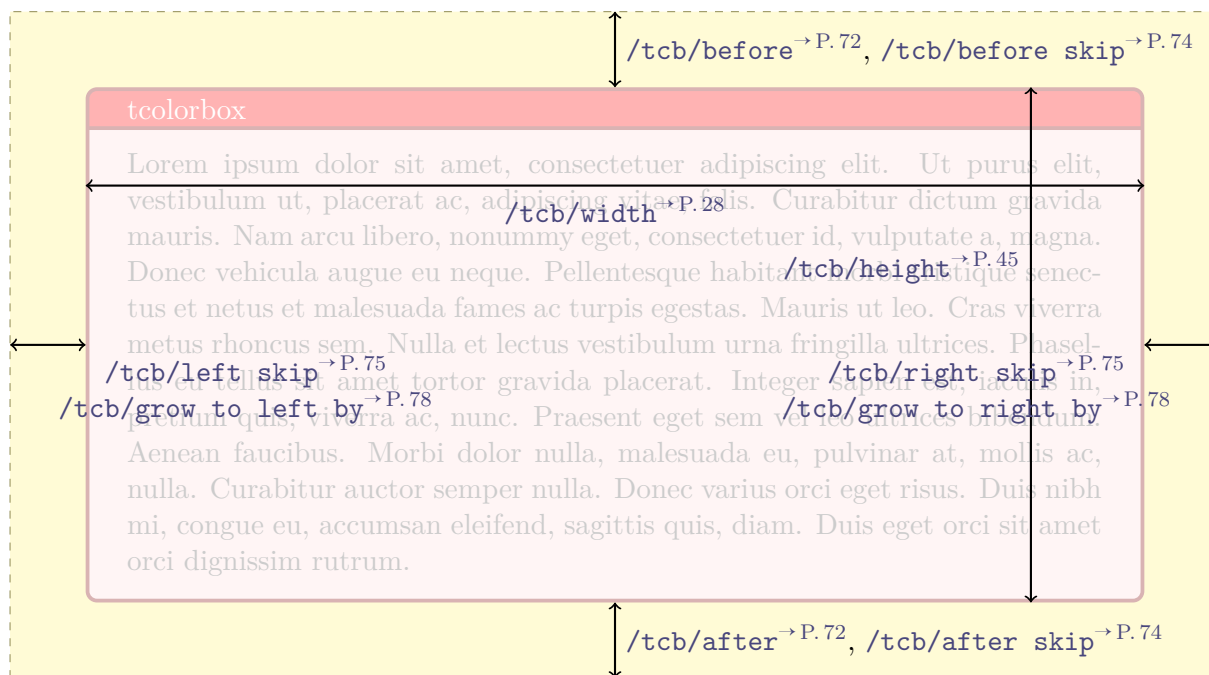 /tcb/before→P. 72, /tcb/before skip→P. 74
tcolorbox
Lorem ipsum dolor sit amet, consectetuer adipiscing elit. Ut purus elit,
vestibulum ut, placerat ac, adipiscing vitae, felis. Curabitur dictum gravida
/tcb/width→P. 28
mauris. Nam arcu libero, nonummy eget, consectetuer id, vulputate a, magna.
Donec vehicula augue eu neque. Pellentesque habitant morbi tristique senec-
/tcb/height→P. 45
tus et netus et malesuada fames ac turpis egestas. Mauris ut leo. Cras viverra
metus rhoncus sem. Nulla et lectus vestibulum urna fringilla ultrices. Phasel-
/tcb/left skip→P. 75
/tcb/right skip→P. 75
lus eu tellus sit amet tortor gravida placerat. Integer sapien est, iaculis in,
/tcb/grow to left by→P. 78
/tcb/grow to right by→P. 78
pretium quis, viverra ac, nunc. Praesent eget sem vel leo ultrices bibendum.
Aenean faucibus. Morbi dolor nulla, malesuada eu, pulvinar at, mollis ac,
nulla. Curabitur auctor semper nulla. Donec varius orci eget risus. Duis nibh
mi, congue eu, accumsan eleifend, sagittis quis, diam. Duis eget orci sit amet
orci dignissim rutrum.
/tcb/after→P. 72, /tcb/after skip→P. 74